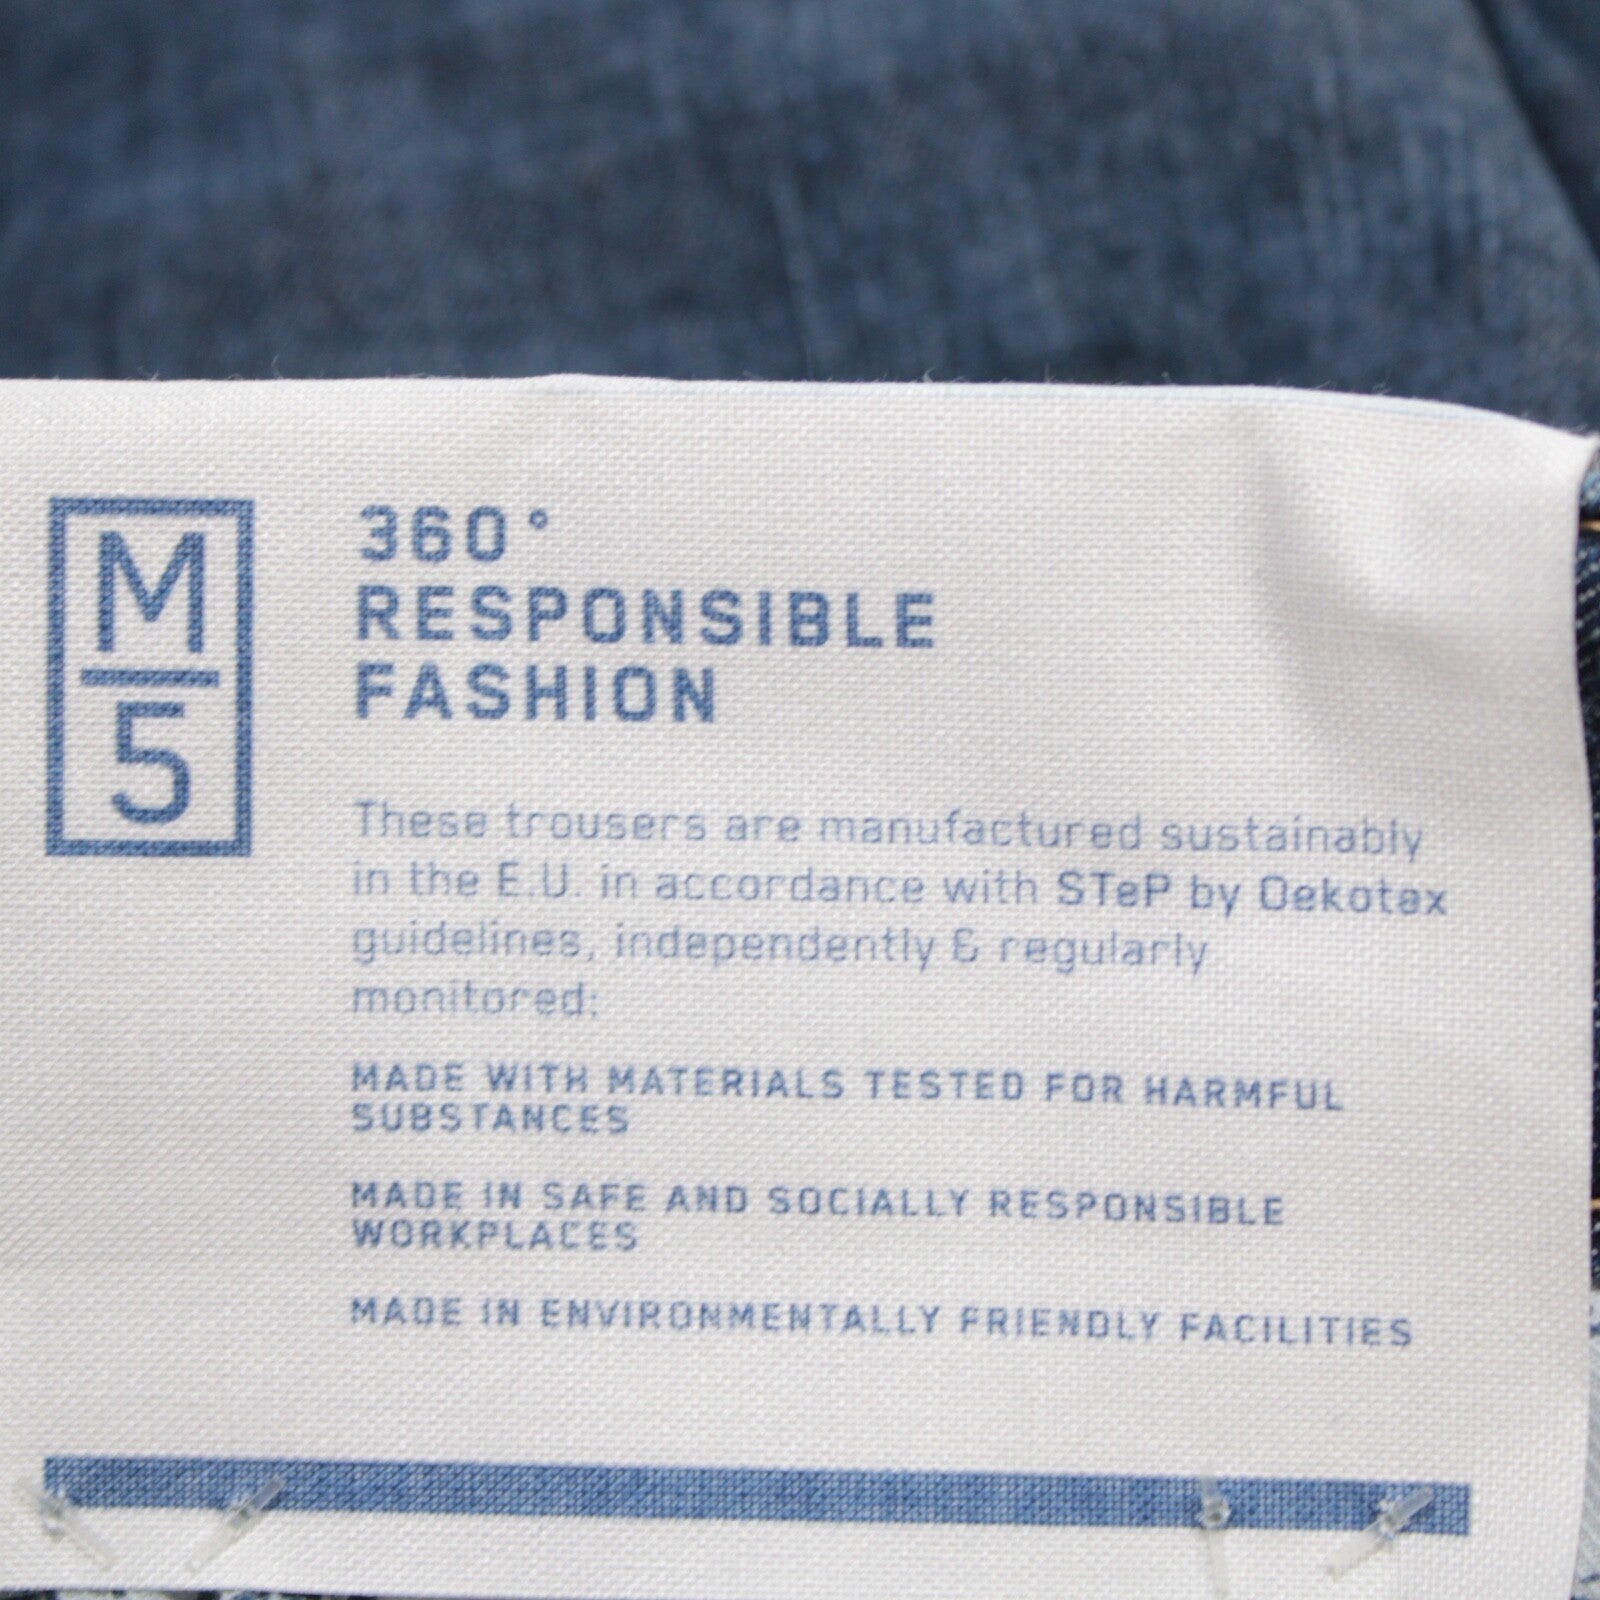 M
5
360°
RESPONSIBLE
FASHION
These trousers are manufactured sustainably
in the E.U. in accordance with STeP by Oekotex
guidelines, independently & regularly
monitored:
MADE WITH MATERIALS TESTED FOR HARMFUL
SUBSTANCES
MADE IN SAFE AND SOCIALLY RESPONSIBLE
WORKPLACES
MADE IN ENVIRONMENTALLY FRIENDLY FACILITIES